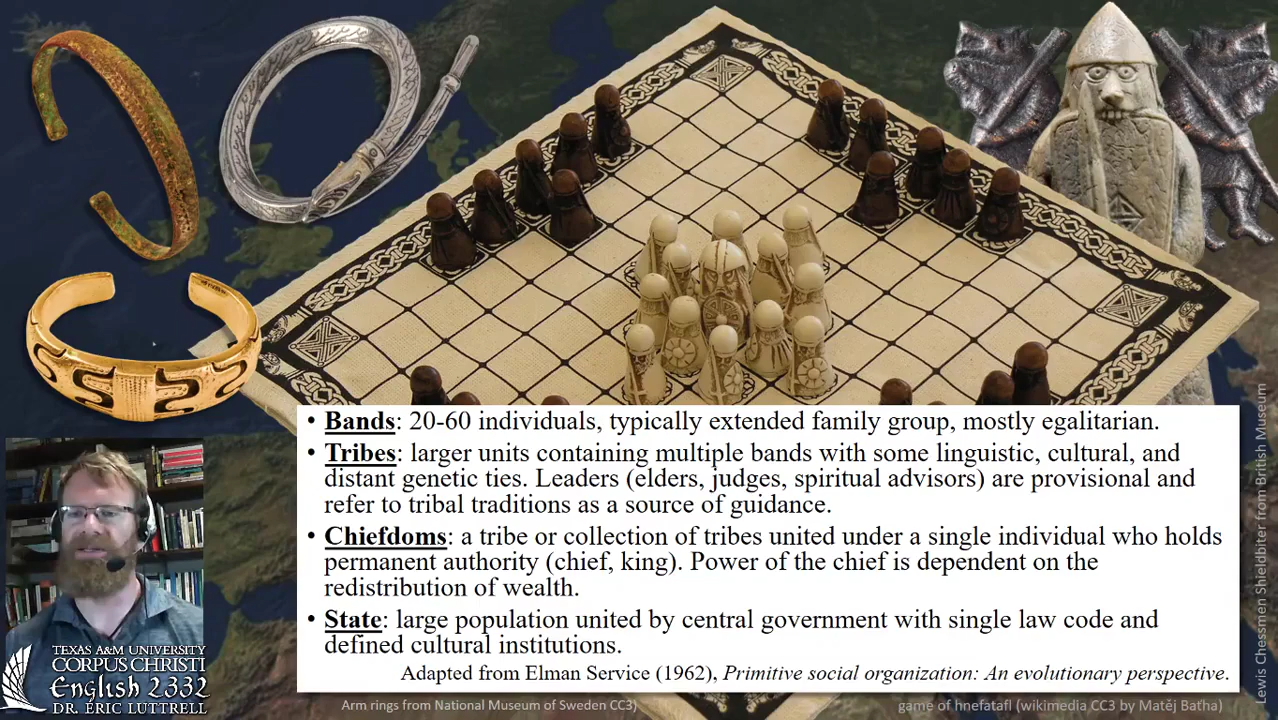 • Bands: 20-60 individuals, typically extended family group, mostly egalitarian.
• Tribes: larger units containing multiple bands with some linguistic, cultural, and
distant genetic ties. Leaders (elders, judges, spiritual advisors) are provisional and
refer to tribal traditions as a source of guidance.
• Chiefdoms: a tribe or collection of tribes united under a single individual who holds
permanent authority (chief, king). Power of the chief is dependent on the
redistribution of wealth.
• State: large population united by central government with single law code and
defined cultural institutions.
Adapted from Elman Service (1962), Primitive social organization: An evolutionary perspective.
TEXAS A&M UNIVERSITY
CORPUS CHRISTI
English 2332
DR. ERIC LUTTRELL
Arm rings from National Museum of Sweden CC3)
game of hnefatafl (wikimedia CC3 by Matěj Baťha)
Lewis Chessmen Shieldbiter from British Museum